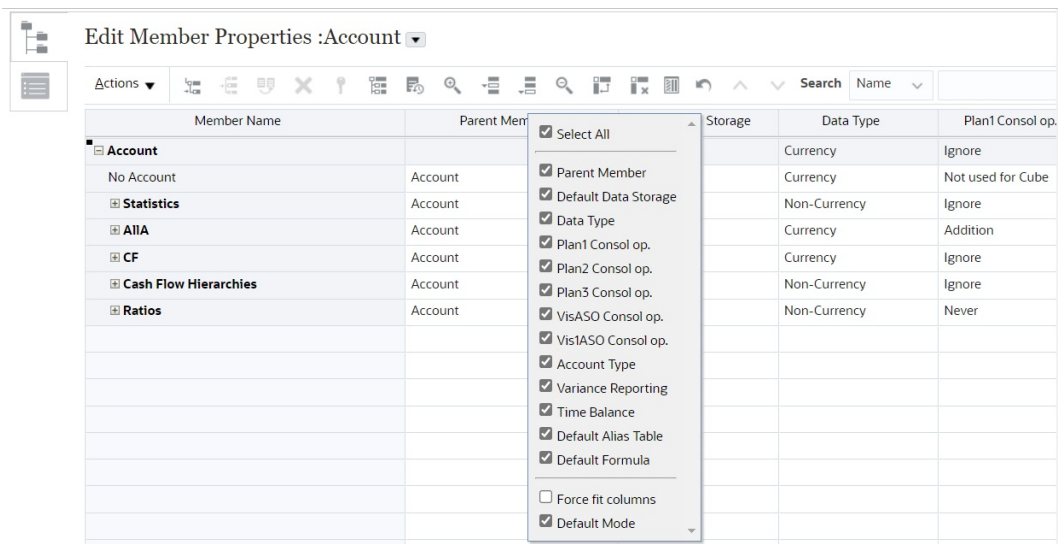 Edit Member Properties :Account
Actions Search Name
Member Name Parent Mem Storage Data Type Plan1 Consol op.
Account Currency Ignore
No Account Account Currency Not used for Cube
Statistics Account Non-Currency Ignore
AllA Account Currency Addition
CF Account Currency Ignore
Cash Flow Hierarchies Account Non-Currency Ignore
Ratios Account Non-Currency Never
Select All
Parent Member
Default Data Storage
Data Type
Plan1 Consol op.
Plan2 Consol op.
Plan3 Consol op.
VisASO Consol op.
Vis1ASO Consol op.
Account Type
Variance Reporting
Time Balance
Default Alias Table
Default Formula
Force fit columns
Default Mode